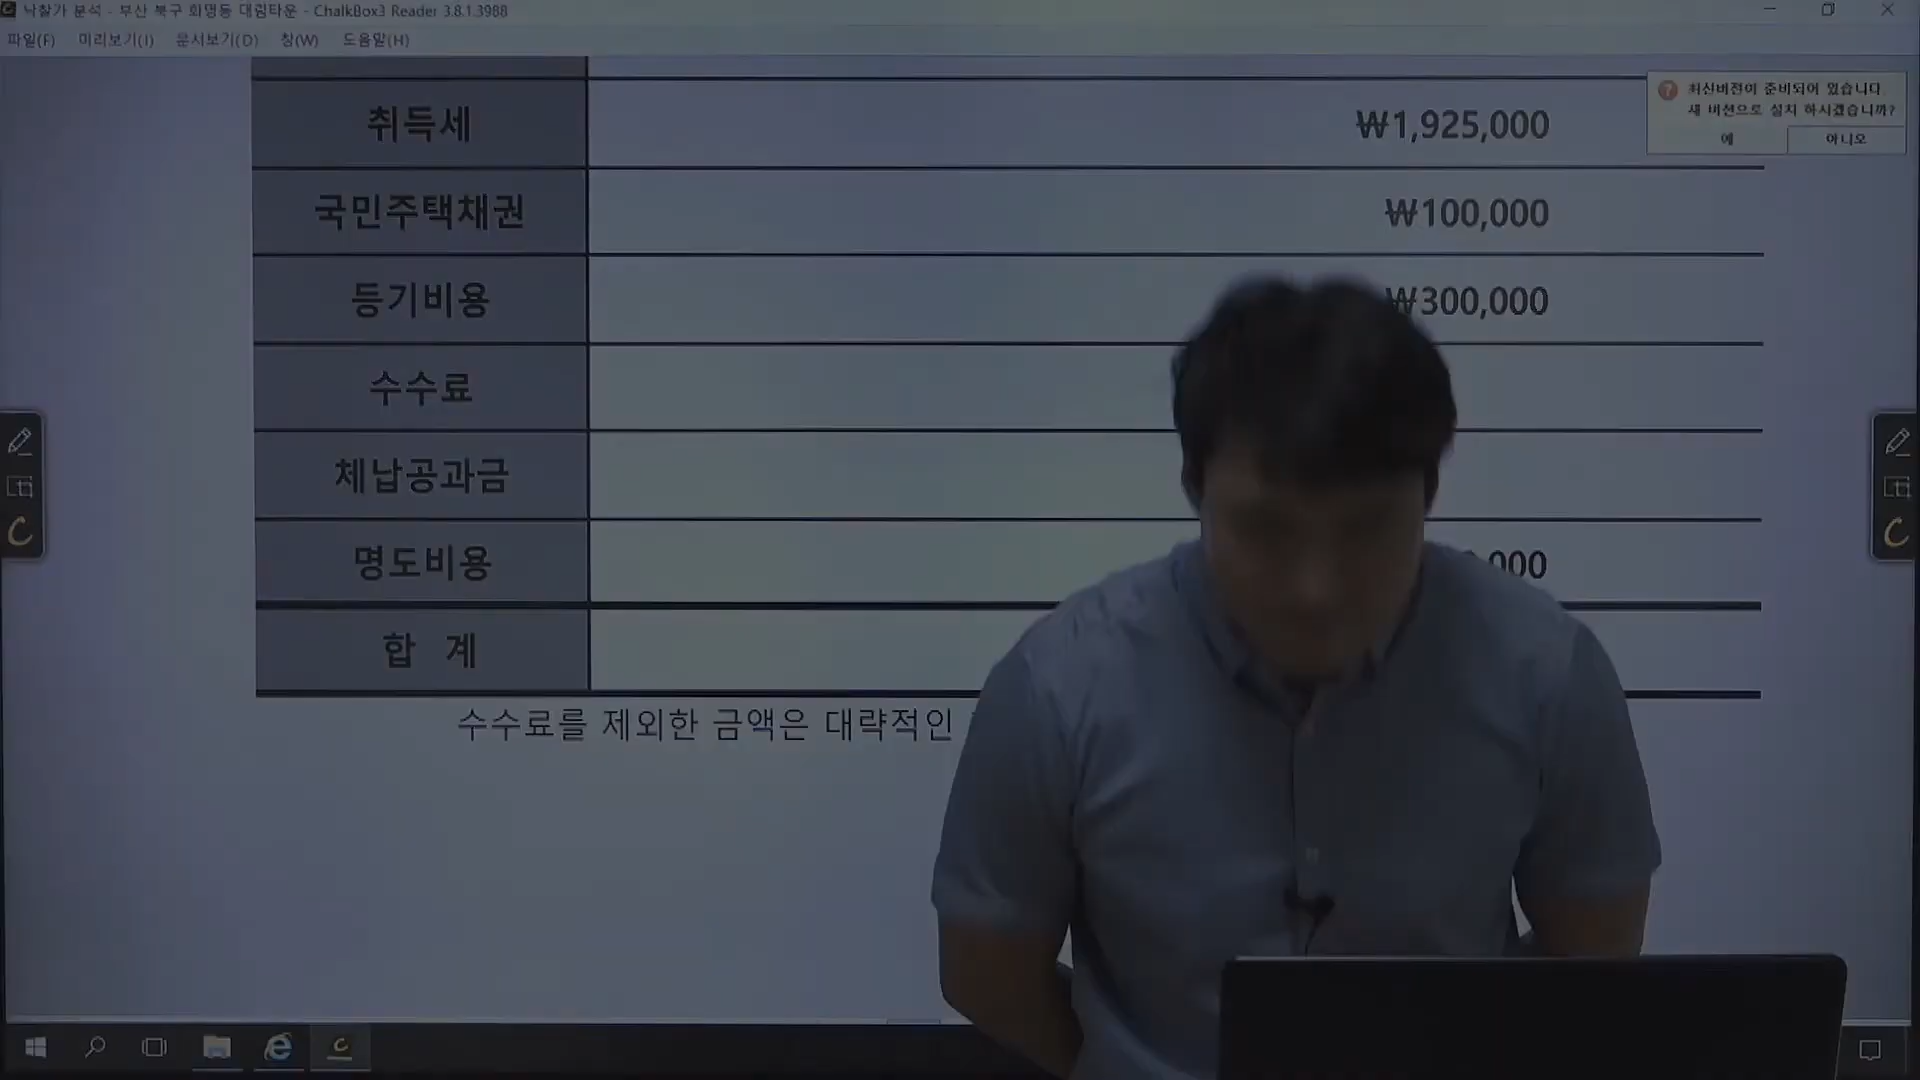 낙찰가 분석 - 부산 북구 화명동 대림타운 - ChalkBox3 Reader 3.8.1.3988
파일(F) 미리보기(I) 문서보기(D) 창(W) 도움말(H)
최신버전이 준비되어 있습니다.
새 버전으로 설치 하시겠습니까?
예 아니오
취득세 ₩1,925,000
국민주택채권 ₩100,000
등기비용 ₩300,000
수수료
체납공과금
명도비용 000
합 계
수수료를 제외한 금액은 대략적인